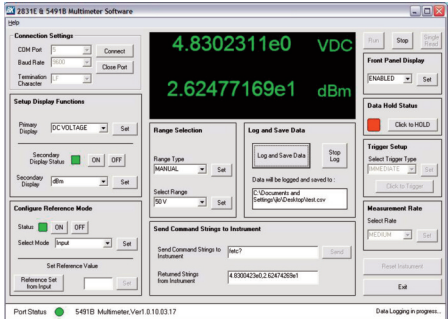 2831E & 5491B Multimeter Software
Help
Connection Settings
COM Port 5 Connect
Baud Rate 9600 Close Port
Termination Character LF
4.8302311e0 VDC
2.62477169e1 dBm
Run Stop Single Read
Front Panel Display
ENABLED Set
Data Hold Status
Click to HOLD
Setup Display Functions
Primary Display DC VOLTAGE Set
Secondary Display Status ON OFF
Secondary Display dBm Set
Range Selection
Range Type
MANUAL Set
Select Range
50 V Set
Log and Save Data
Log and Save Data Stop Log
Data will be logged and saved to :
C:\Documents and
Settings\jlo\Desktop\test.csv
Trigger Setup
Select Trigger Type
IMMEDIATE Set
Click to Trigger
Configure Reference Mode
Status ON OFF
Select Mode Input Set
Set Reference Value
Reference Set from Input Set
Send Command Strings to Instrument
Send Command Strings to Instrument fetc? Send
Returned Strings from Instrument 4.8300423e0,2.62474269e1
Measurement Rate
Select Rate
MEDIUM Set
Reset Instrument
Exit
Port Status 5491B Multimeter,Ver1.0.10.03.17 Data Logging in progress...